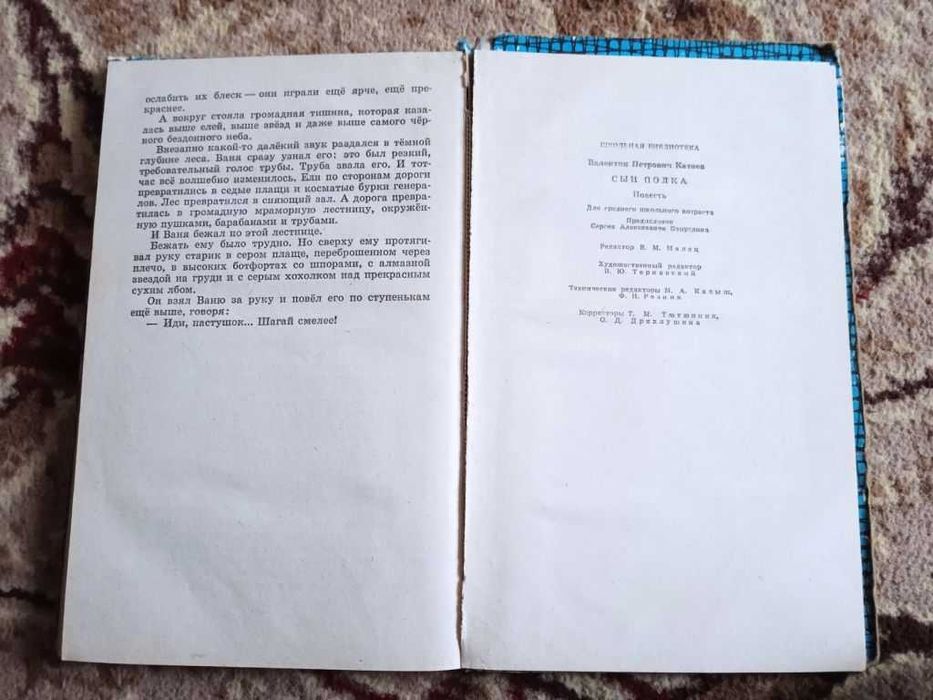 ослабить их блеск — они играли ещё ярче, ещё пре-
краснее.
А вокруг стояла громадная тишина, которая каза-
лась выше елей, выше звёзд и даже выше самого чёр-
ного бездонного неба.
Внезапно какой-то далёкий звук раздался в тёмной
глубине леса. Ваня сразу узнал его: это был резкий,
требовательный голос трубы. Труба звала его. И тот-
час всё волшебно изменилось. Ели по сторонам дороги
превратились в седые плащи и косматые бурки генера-
лов. Лес превратился в сияющий зал. А дорога превра-
тилась в громадную мраморную лестницу, окружён-
ную пушками, барабанами и трубами.
И Ваня бежал по этой лестнице.
Бежать ему было трудно. Но сверху ему протяги-
вал руку старик в сером плаще, переброшенном через
плечо, в высоких ботфортах со шпорами, с алмазной
звездой на груди и с серым хохолком над прекрасным
сухим лбом.
Он взял Ваню за руку и повёл его по ступенькам
ещё выше, говоря:
— Иди, пастушок... Шагай смелее!
ШКОЛЬНАЯ БИБЛИОТЕКА
Валентин Петрович Катаев
СЫН ПОЛКА
Повесть
Для среднего школьного возраста
Предисловие
Сергея Алексеевича
Редактор В. М. Малец
Художественный редактор
Технические редакторы М. А.
Ф. Н. Резник
Корректоры Т. М.
О. Д.